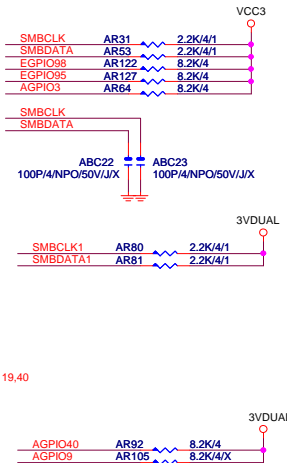 VCC3
SMBCLK AR31 2.2K/4/1
SMBDATA AR53 2.2K/4/1
EGPIO98 AR122 8.2K/4
EGPIO95 AR127 8.2K/4
AGPIO3 AR64 8.2K/4
SMBCLK
SMBDATA
ABC22 ABC23
100P/4/NPO/50V/J/X 100P/4/NPO/50V/J/X
3VDUAL
SMBCLK1 AR80 2.2K/4/1
SMBDATA1 AR81 2.2K/4/1
19,40
3VDUAL
AGPIO40 AR92 8.2K/4
AGPIO9 AR105 8.2K/4/X